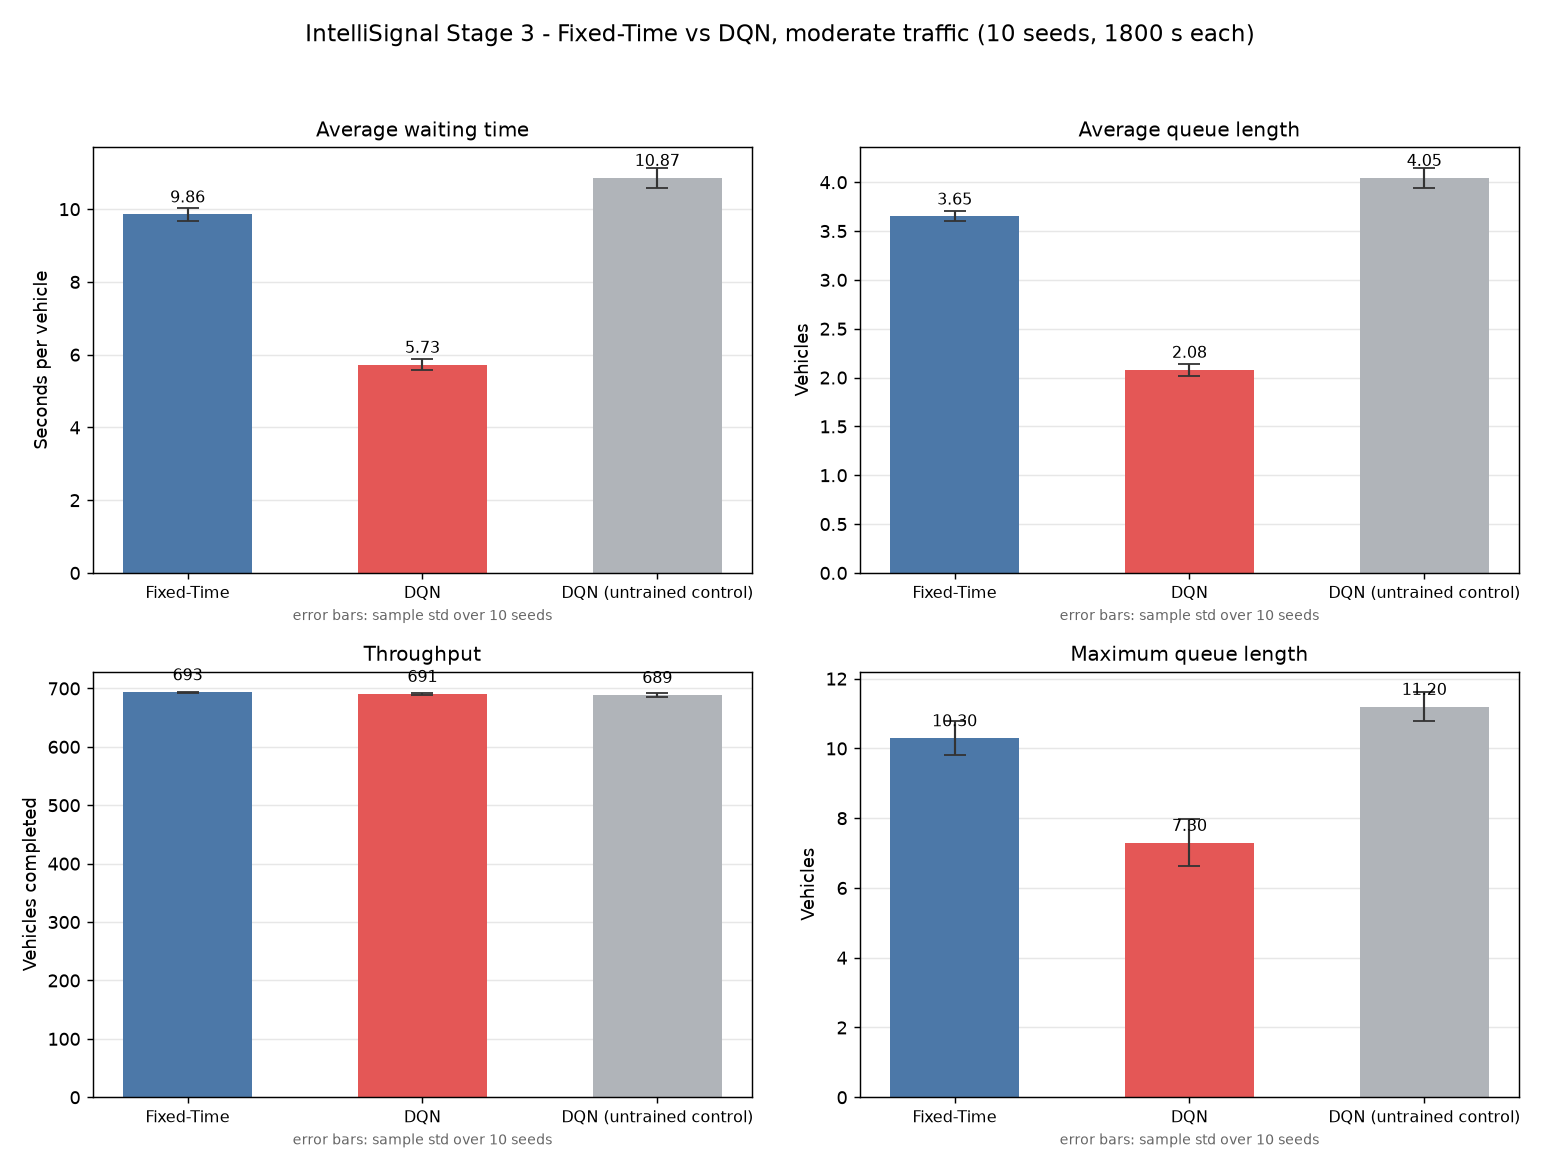 IntelliSignal Stage 3 - Fixed-Time vs DQN, moderate traffic (10 seeds, 1800 s each)
Average waiting time
Seconds per vehicle
10
8
6
4
2
0
9.86
5.73
10.87
Fixed-Time
DQN
DQN (untrained control)
error bars: sample std over 10 seeds
Average queue length
Vehicles
4.0
3.5
3.0
2.5
2.0
1.5
1.0
0.5
0.0
3.65
2.08
4.05
Fixed-Time
DQN
DQN (untrained control)
error bars: sample std over 10 seeds
Throughput
Vehicles completed
700
600
500
400
300
200
100
0
693
691
689
Fixed-Time
DQN
DQN (untrained control)
error bars: sample std over 10 seeds
Maximum queue length
Vehicles
12
10
8
6
4
2
0
10.30
7.30
11.20
Fixed-Time
DQN
DQN (untrained control)
error bars: sample std over 10 seeds